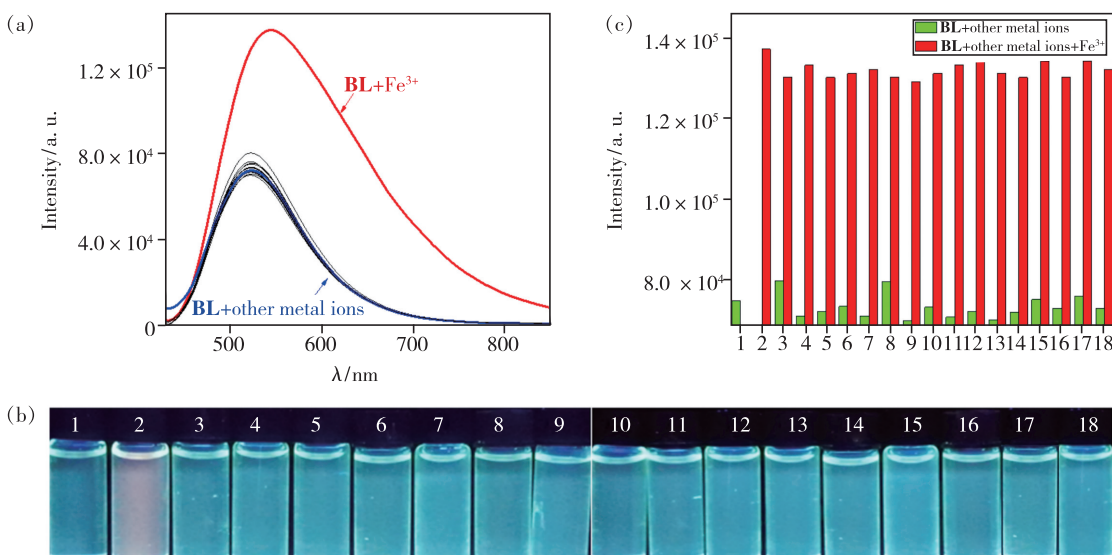 (a)
Intensity/a. u.
1.2 × 10⁵
8.0 × 10⁴
4.0 × 10⁴
0
BL+Fe³⁺
BL+other metal ions
500 600 700 800
λ/nm
(c)
Intensity/a. u.
1.4 × 10⁵
1.2 × 10⁵
1.0 × 10⁵
8.0 × 10⁴
BL+other metal ions
BL+other metal ions+Fe³⁺
1 2 3 4 5 6 7 8 9 10 11 12 13 14 15 16 17 18
(b)
1 2 3 4 5 6 7 8 9 10 11 12 13 14 15 16 17 18